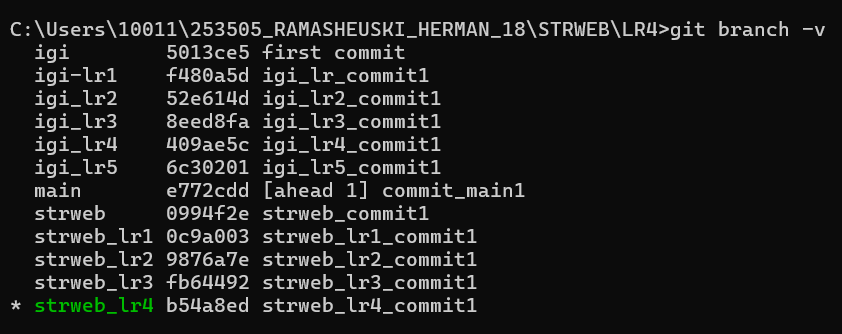 C:\Users\10011\253505_RAMASHEUSKI_HERMAN_18\STRWEB\LR4>git branch -v
  igi        5013ce5 first commit
  igi-lr1    f480a5d igi_lr_commit1
  igi_lr2    52e614d igi_lr2_commit1
  igi_lr3    8eed8fa igi_lr3_commit1
  igi_lr4    409ae5c igi_lr4_commit1
  igi_lr5    6c30201 igi_lr5_commit1
  main       e772cdd [ahead 1] commit_main1
  strweb     0994f2e strweb_commit1
  strweb_lr1 0c9a003 strweb_lr1_commit1
  strweb_lr2 9876a7e strweb_lr2_commit1
  strweb_lr3 fb64492 strweb_lr3_commit1
* strweb_lr4 b54a8ed strweb_lr4_commit1